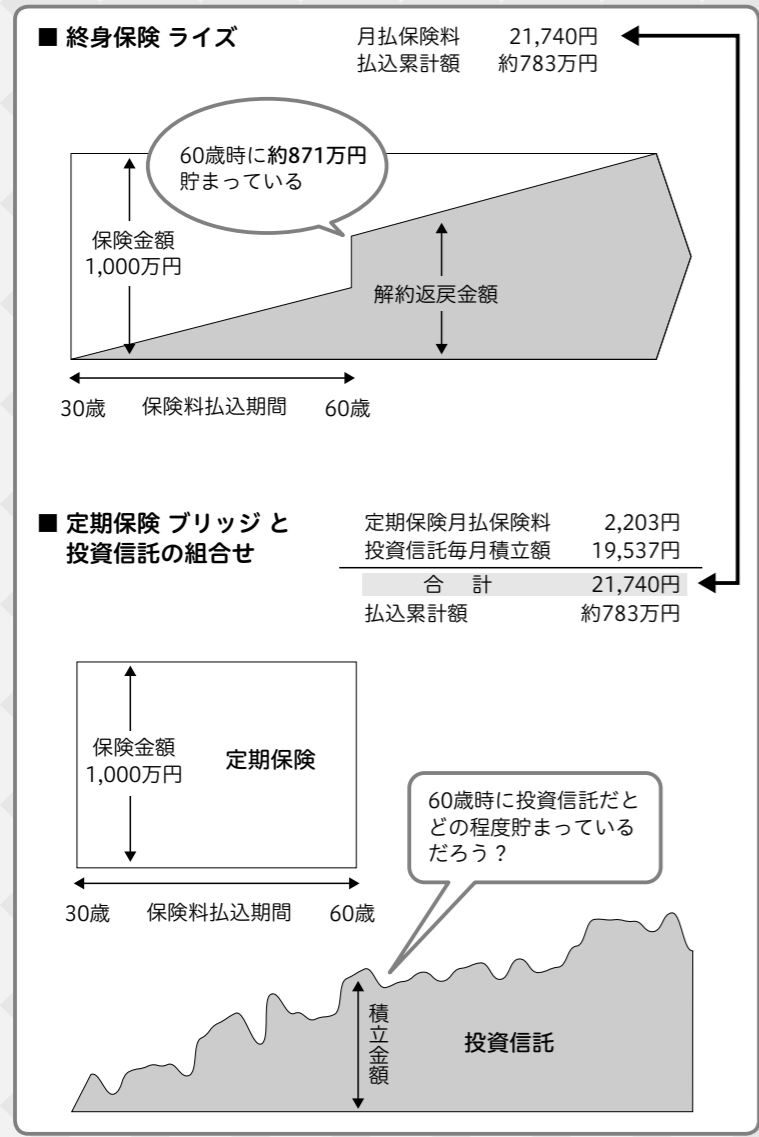 ■ 終身保険 ライズ
月払保険料 21,740円
払込累計額 約783万円
60歳時に約871万円
貯まっている
保険金額
1,000万円
解約返戻金額
30歳 保険料払込期間 60歳
■ 定期保険 ブリッジ と
投資信託の組合せ
定期保険月払保険料 2,203円
投資信託毎月積立額 19,537円
合 計 21,740円
払込累計額 約783万円
保険金額
1,000万円
定期保険
60歳時に投資信託だと
どの程度貯まっている
だろう？
30歳 保険料払込期間 60歳
積立金額
投資信託